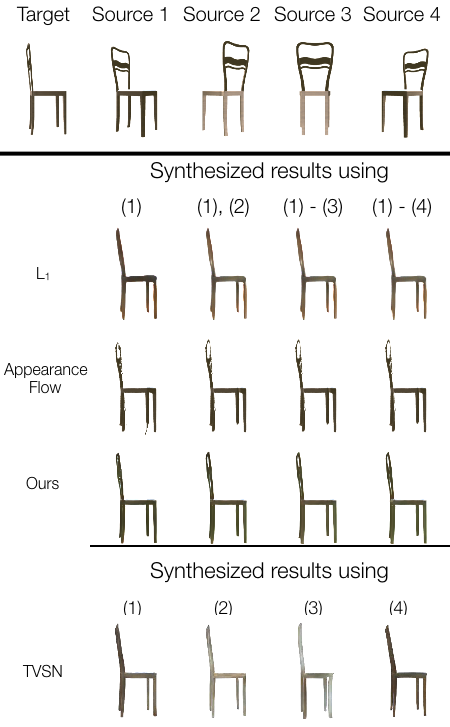 Target Source 1 Source 2 Source 3 Source 4
Synthesized results using
(1) (1), (2) (1) - (3) (1) - (4)
L₁
Appearance
Flow
Ours
Synthesized results using
(1) (2) (3) (4)
TVSN